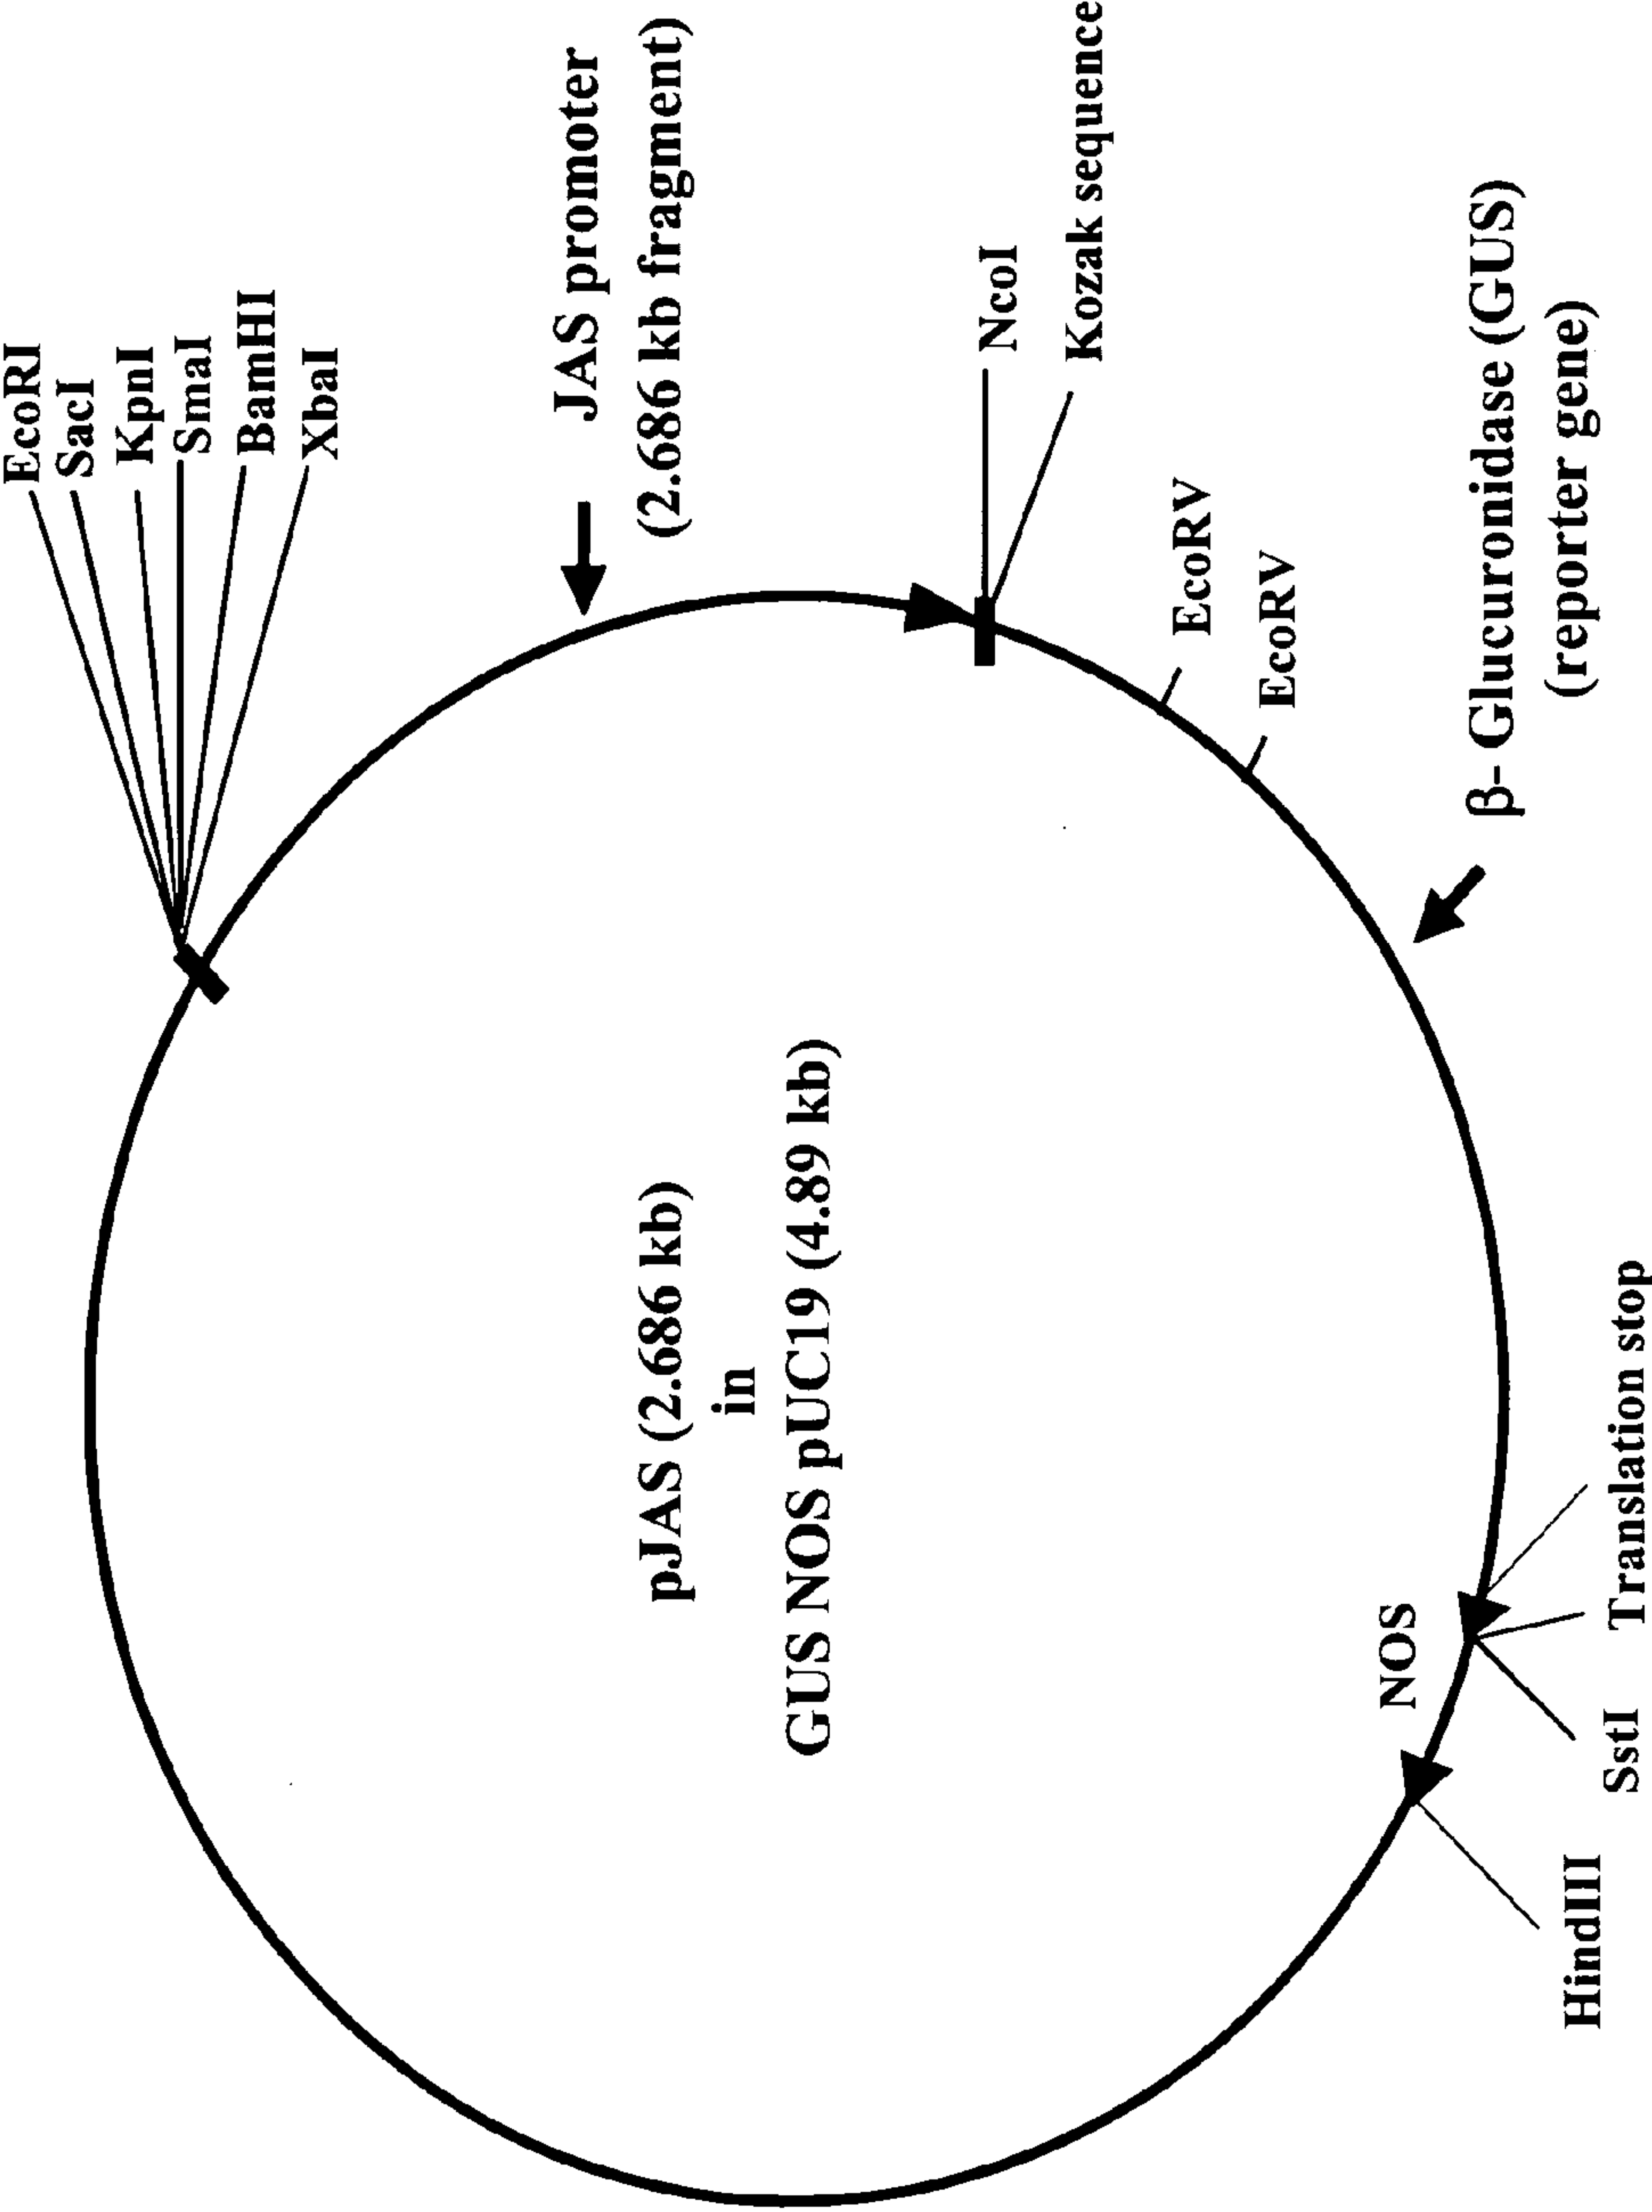 EcoRI
SacI
KpnI
SmaI
BamHI
XbaI
JAS promoter
(2.686 kb fragment)
NcoI
Kozak sequence
EcoRV
EcoRV
β- Glucuronidase (GUS)
(reporter gene)
pJAS (2.686 kb)
in
GUS NOS pUC19 (4.89 kb)
NOS
Translation stop
SstI
HindIII